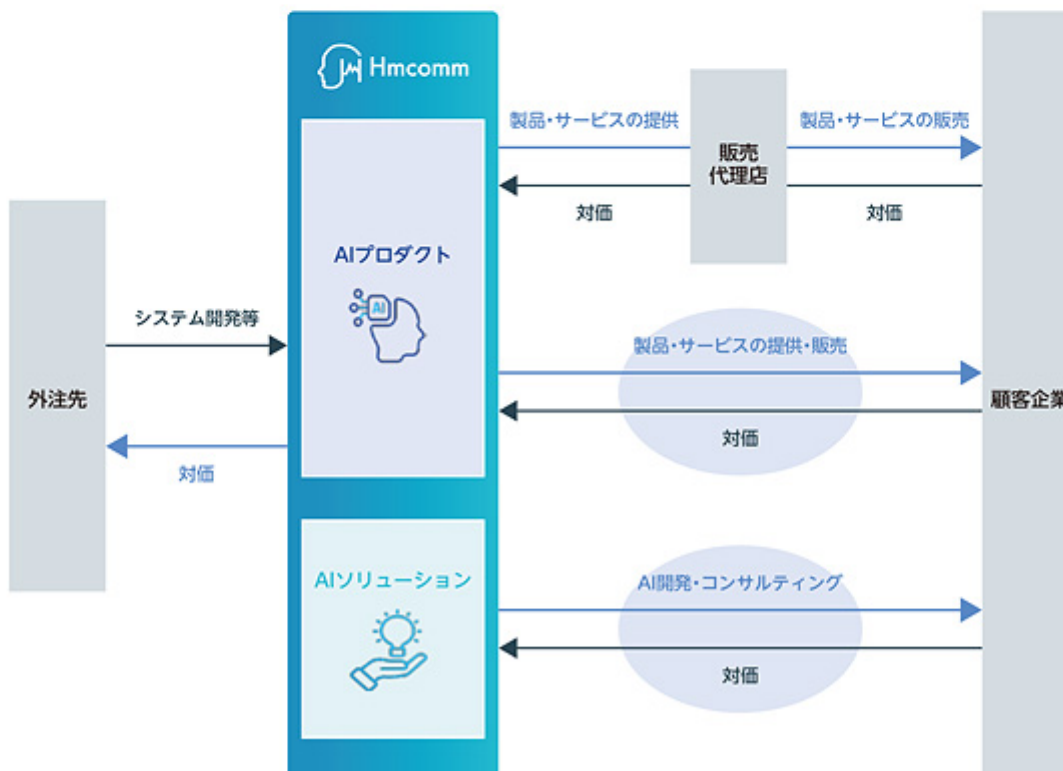 Hmcomm
製品・サービスの提供
製品・サービスの販売
販売
代理店
対価
対価
AIプロダクト
AI
システム開発等
製品・サービスの提供・販売
外注先
顧客企業
対価
対価
AIソリューション
AI開発・コンサルティング
対価